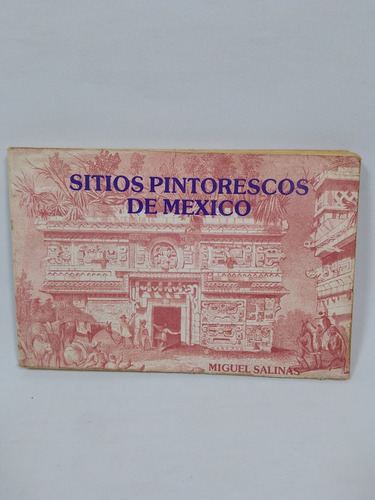 SITIOS PINTORESCOS
DE MEXICO
MIGUEL SALINAS